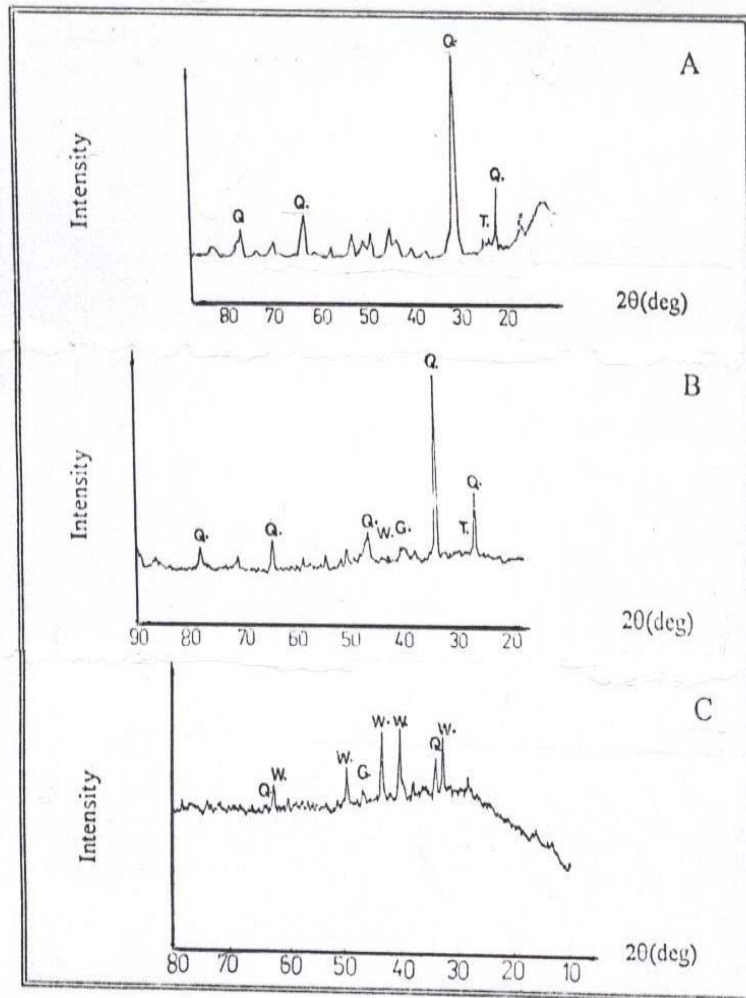 Q.
A
Intensity
Q.
Q.
T.
Q.
80 70 60 50 40 30 20
2θ(deg)
Q.
B
Intensity
Q.
Q.
Q.
Q.
W.
G.
T.
90 80 70 60 50 40 30 20
2θ(deg)
C
Intensity
W.
W.
W.
Q
W.
G.
Q
W.
80 70 60 50 40 30 20 10
2θ(deg)